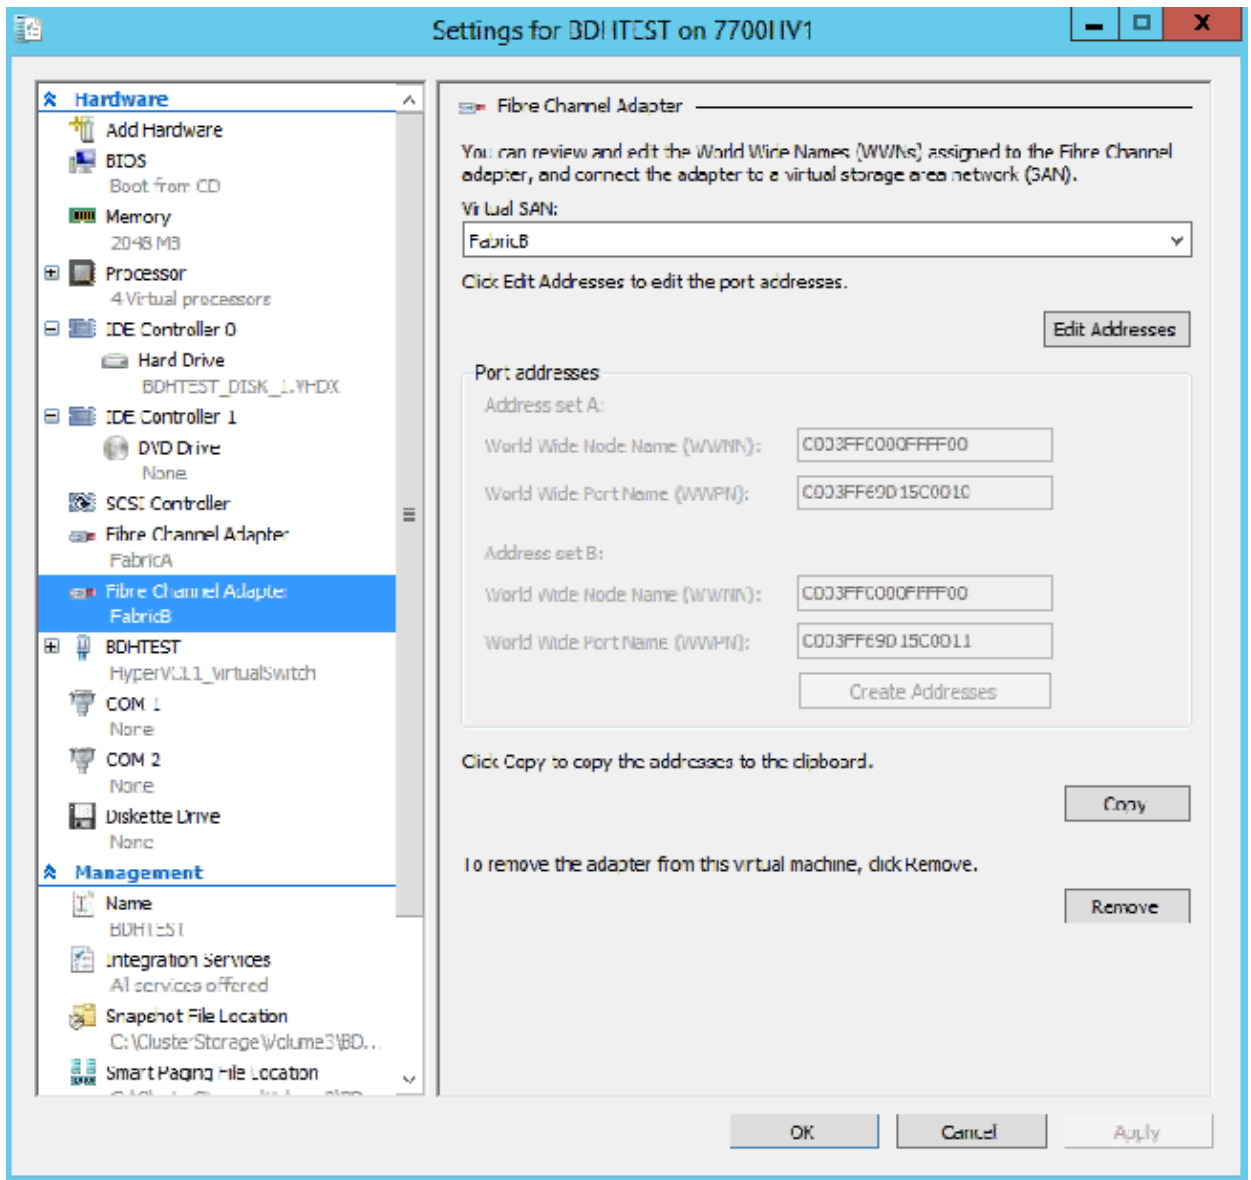 Settings for BDHTEST on 7700HV1
Hardware
Add Hardware
BIOS
Boot from CD
Memory
2048 MB
Processor
4 Virtual processors
IDE Controller 0
Hard Drive
BDHTEST_DISK_1.VHDX
IDE Controller 1
DVD Drive
None
SCSI Controller
Fibre Channel Adapter
FabricA
Fibre Channel Adapter
FabricB
BDHTEST
HyperVCL1_VirtualSwitch
COM 1
None
COM 2
None
Diskette Drive
None
Management
Name
BDHTEST
Integration Services
All services offered
Snapshot File Location
C:\ClusterStorage\Volume3\BD...
Smart Paging File Location
Fibre Channel Adapter
You can review and edit the World Wide Names (WWNs) assigned to the Fibre Channel
adapter, and connect the adapter to a virtual storage area network (SAN).
Virtual SAN:
FabricB
Click Edit Addresses to edit the port addresses.
Edit Addresses
Port addresses
Address set A:
World Wide Node Name (WWNN): C003FF0000FFFF00
World Wide Port Name (WWPN): C003FF69D15C0010
Address set B:
World Wide Node Name (WWNN): C003FF0000FFFF00
World Wide Port Name (WWPN): C003FF69D15C0011
Create Addresses
Click Copy to copy the addresses to the clipboard.
Copy
To remove the adapter from this virtual machine, click Remove.
Remove
OK
Cancel
Apply